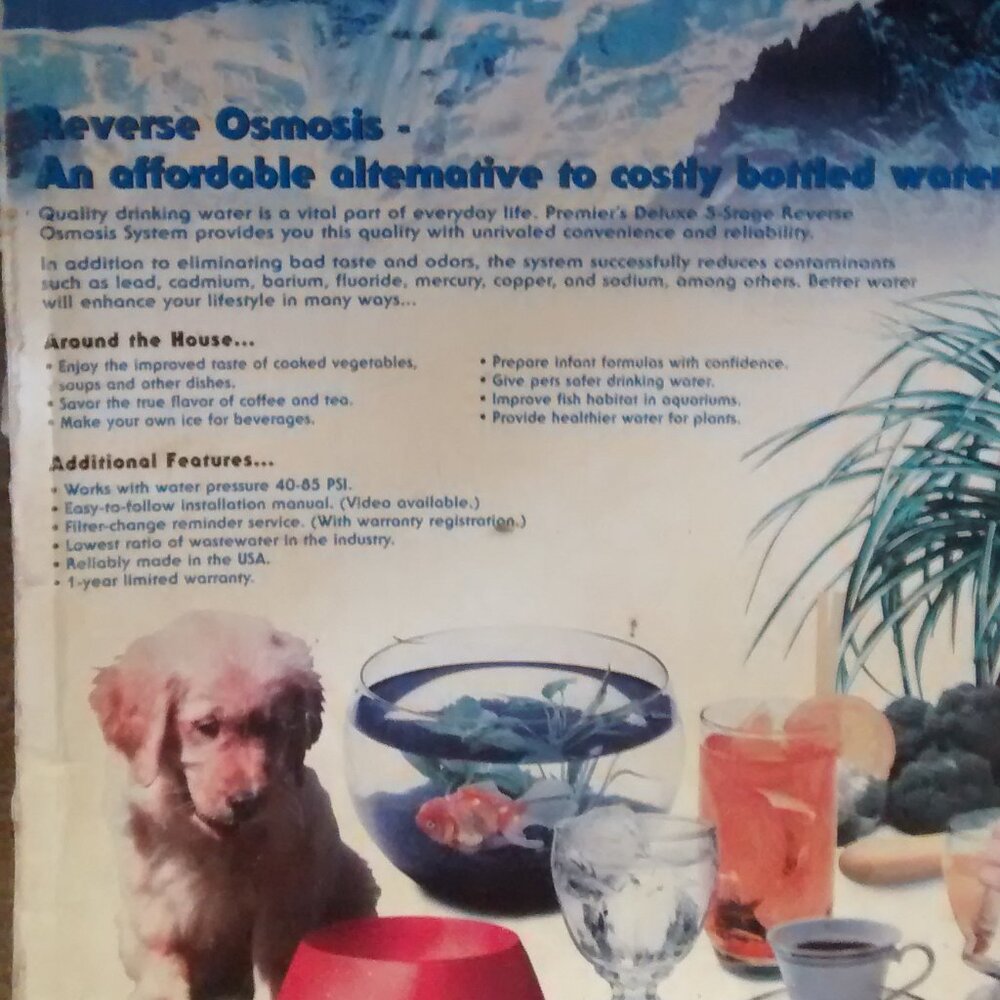 Reverse Osmosis -
An affordable alternative to costly bottled water
Quality drinking water is a vital part of everyday life. Premier's Deluxe 5-Stage Reverse
Osmosis System provides you this quality with unrivaled convenience and reliability.
In addition to eliminating bad taste and odors, the system successfully reduces contaminants
such as lead, cadmium, barium, fluoride, mercury, copper, and sodium, among others. Better water
will enhance your lifestyle in many ways...
Around the House...
• Enjoy the improved taste of cooked vegetables,
soups and other dishes.
• Savor the true flavor of coffee and tea.
• Make your own ice for beverages.
• Prepare infant formulas with confidence.
• Give pets safer drinking water.
• Improve fish habitat in aquariums.
• Provide healthier water for plants.
Additional Features...
• Works with water pressure 40-85 PSI.
• Easy-to-follow installation manual. (Video available.)
• Filter-change reminder service. (With warranty registration.)
• Lowest ratio of wastewater in the industry.
• Reliably made in the USA.
• 1-year limited warranty.